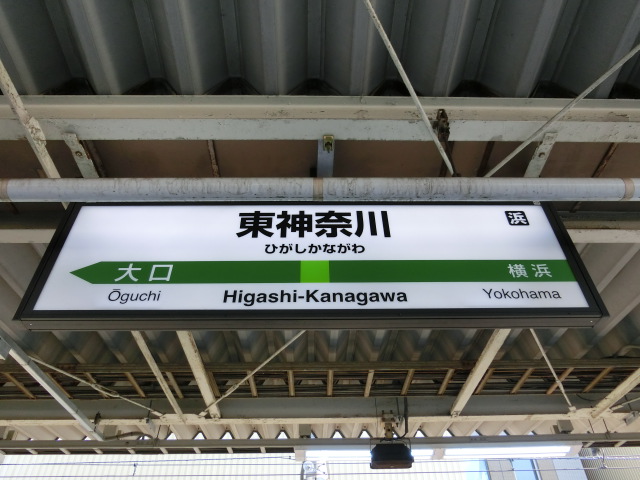 東神奈川
浜
ひがしかながわ
大口
横浜
Ōguchi
Higashi-Kanagawa
Yokohama